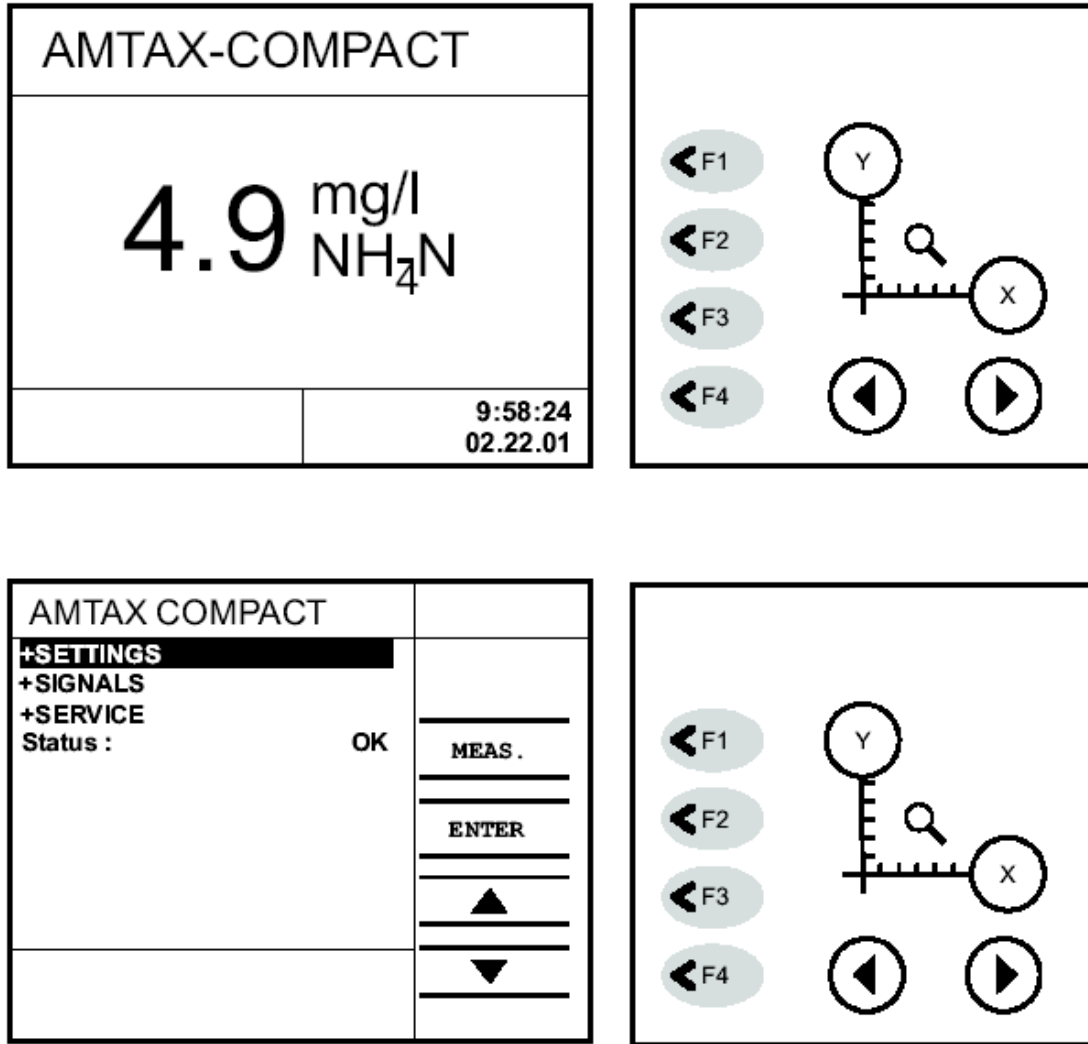 AMTAX-COMPACT
4.9 mg/l
NH4N
9:58:24
02.22.01
F1
F2
F3
F4
Y
X
AMTAX COMPACT
+SETTINGS
+SIGNALS
+SERVICE
Status : OK
MEAS.
ENTER
F1
F2
F3
F4
Y
X